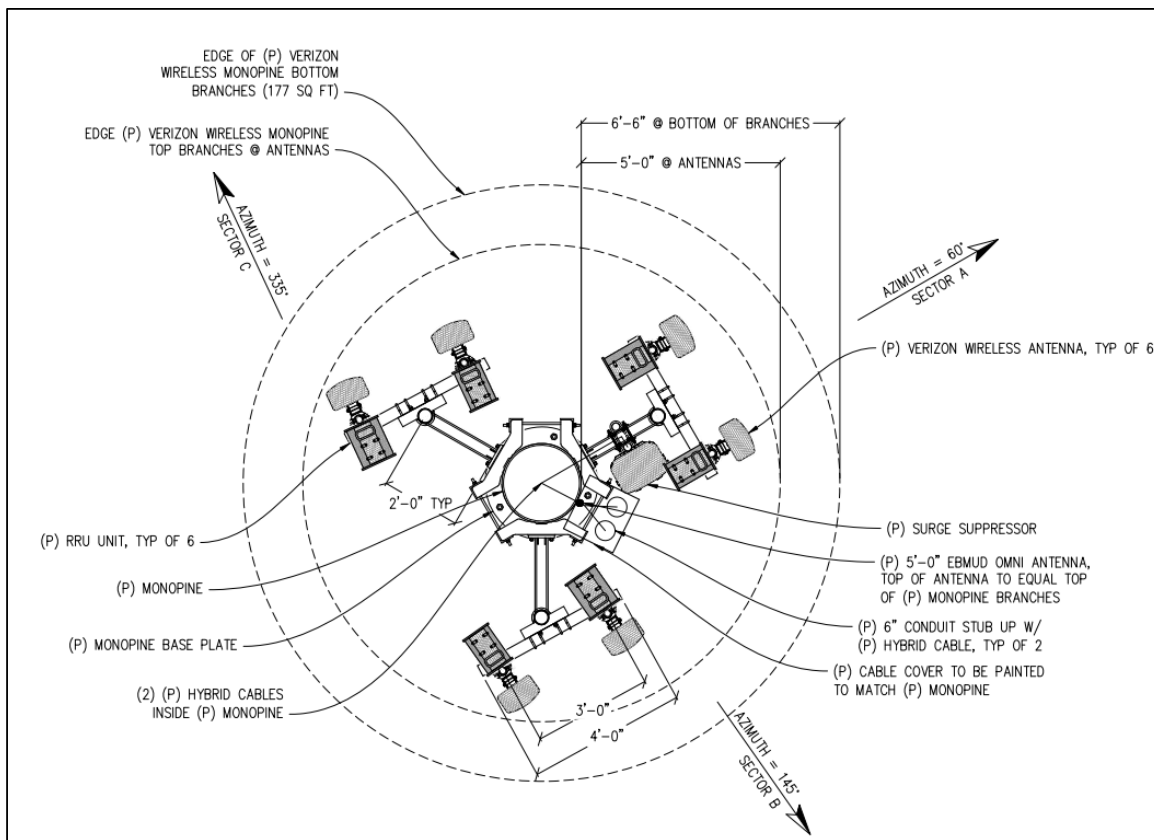 EDGE OF (P) VERIZON
WIRELESS MONOPINE BOTTOM
BRANCHES (177 SQ FT)
EDGE (P) VERIZON WIRELESS MONOPINE
TOP BRANCHES @ ANTENNAS
6'-6" @ BOTTOM OF BRANCHES
5'-0" @ ANTENNAS
AZIMUTH = 335°
SECTOR C
AZIMUTH = 60°
SECTOR A
(P) VERIZON WIRELESS ANTENNA, TYP OF 6
2'-0" TYP
(P) RRU UNIT, TYP OF 6
(P) MONOPINE
(P) MONOPINE BASE PLATE
(2) (P) HYBRID CABLES
INSIDE (P) MONOPINE
(P) SURGE SUPPRESSOR
(P) 5'-0" EBMUD OMNI ANTENNA,
TOP OF ANTENNA TO EQUAL TOP
OF (P) MONOPINE BRANCHES
(P) 6" CONDUIT STUB UP W/
(P) HYBRID CABLE, TYP OF 2
(P) CABLE COVER TO BE PAINTED
TO MATCH (P) MONOPINE
3'-0"
4'-0"
AZIMUTH = 145°
SECTOR B